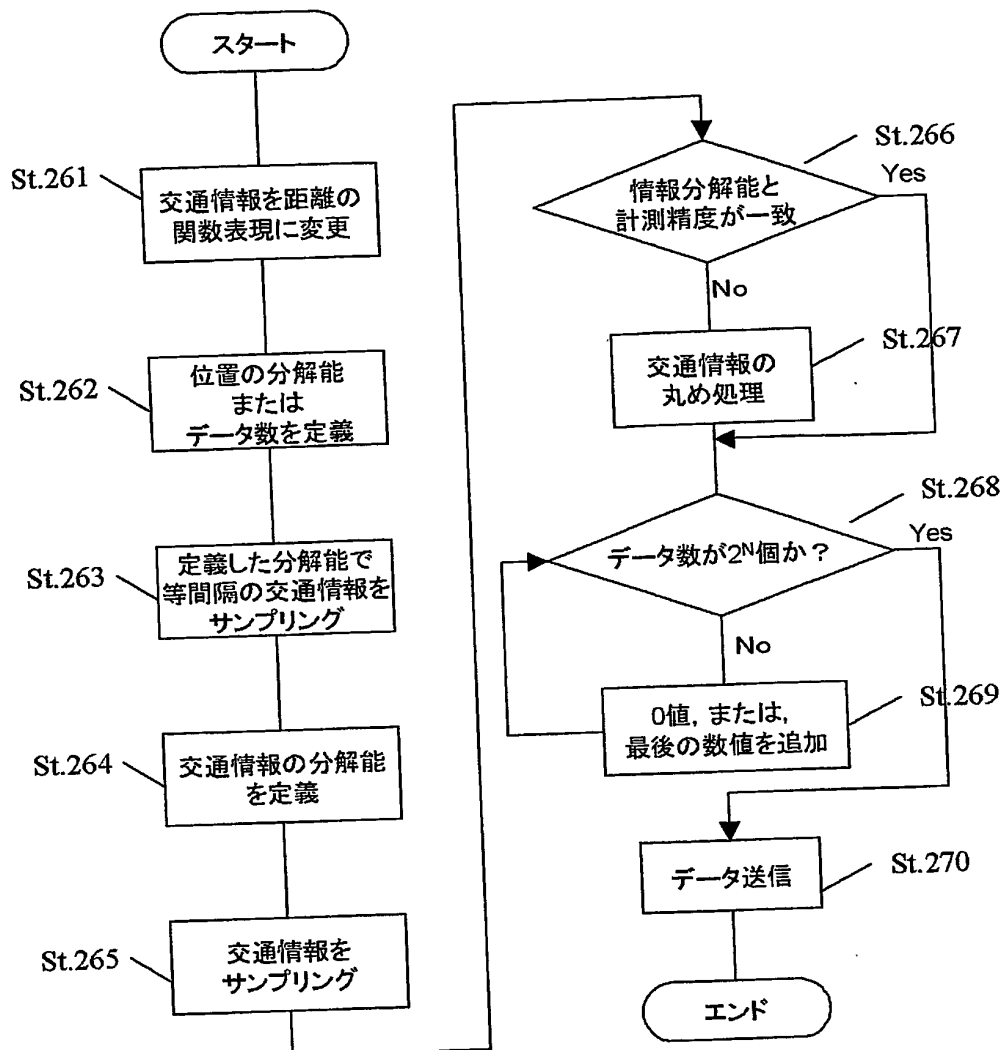 スタート
St.261
交通情報を距離の
関数表現に変更
St.262
位置の分解能
または
データ数を定義
St.263
定義した分解能で
等間隔の交通情報を
サンプリング
St.264
交通情報の分解能
を定義
St.265
交通情報を
サンプリング
St.266
情報分解能と
計測精度が一致
Yes
No
St.267
交通情報の
丸め処理
St.268
データ数が2ᴺ個か？
Yes
No
St.269
0値，または，
最後の数値を追加
St.270
データ送信
エンド